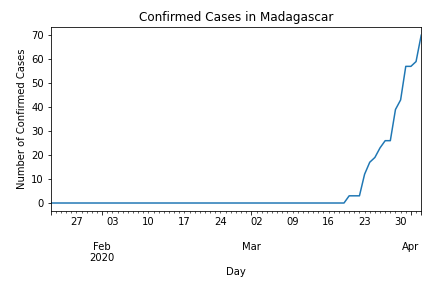 Confirmed Cases in Madagascar
Number of Confirmed Cases
70
60
50
40
30
20
10
0
27 03 10 17 24 02 09 16 23 30
Feb Mar Apr
2020
Day